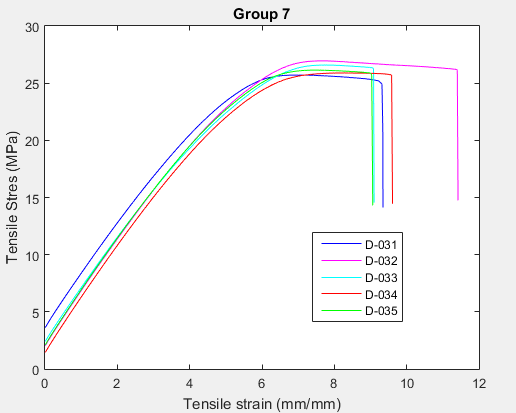 Group 7
30
25
20
15
10
5
0
Tensile Stres (MPa)
0 2 4 6 8 10 12
Tensile strain (mm/mm)
D-031
D-032
D-033
D-034
D-035